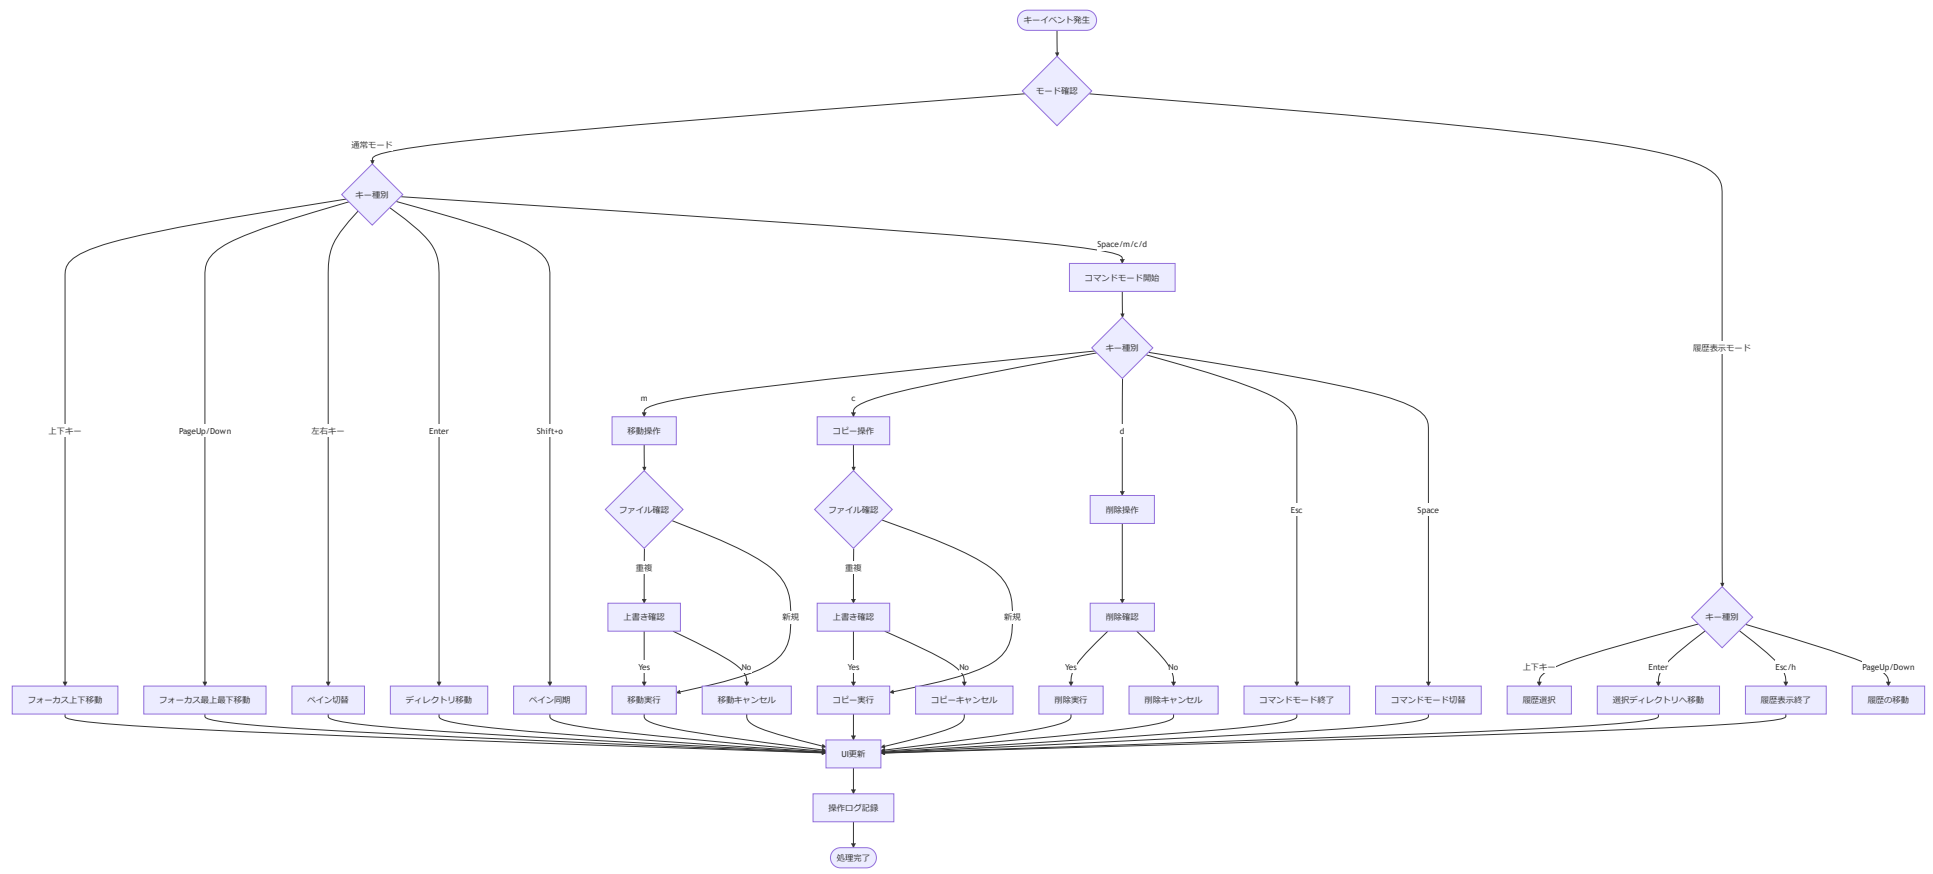 キーイベント発生
モード確認
通常モード
キー種別
Space/m/c/d
コマンドモード開始
キー種別
履歴表示モード
m
c
上下キー
PageUp/Down
左右キー
Enter
Shift+o
移動操作
コピー操作
d
ファイル確認
ファイル確認
削除操作
Esc
Space
重複
重複
上書き確認
新規
上書き確認
新規
削除確認
キー種別
Yes
No
Yes
No
Yes
No
上下キー
Enter
Esc/h
PageUp/Down
フォーカス上下移動
フォーカス最上最下移動
ペイン切替
ディレクトリ移動
ペイン同期
移動実行
移動キャンセル
コピー実行
コピーキャンセル
削除実行
削除キャンセル
コマンドモード終了
コマンドモード切替
履歴選択
選択ディレクトリへ移動
履歴表示終了
履歴の移動
UI更新
操作ログ記録
処理完了